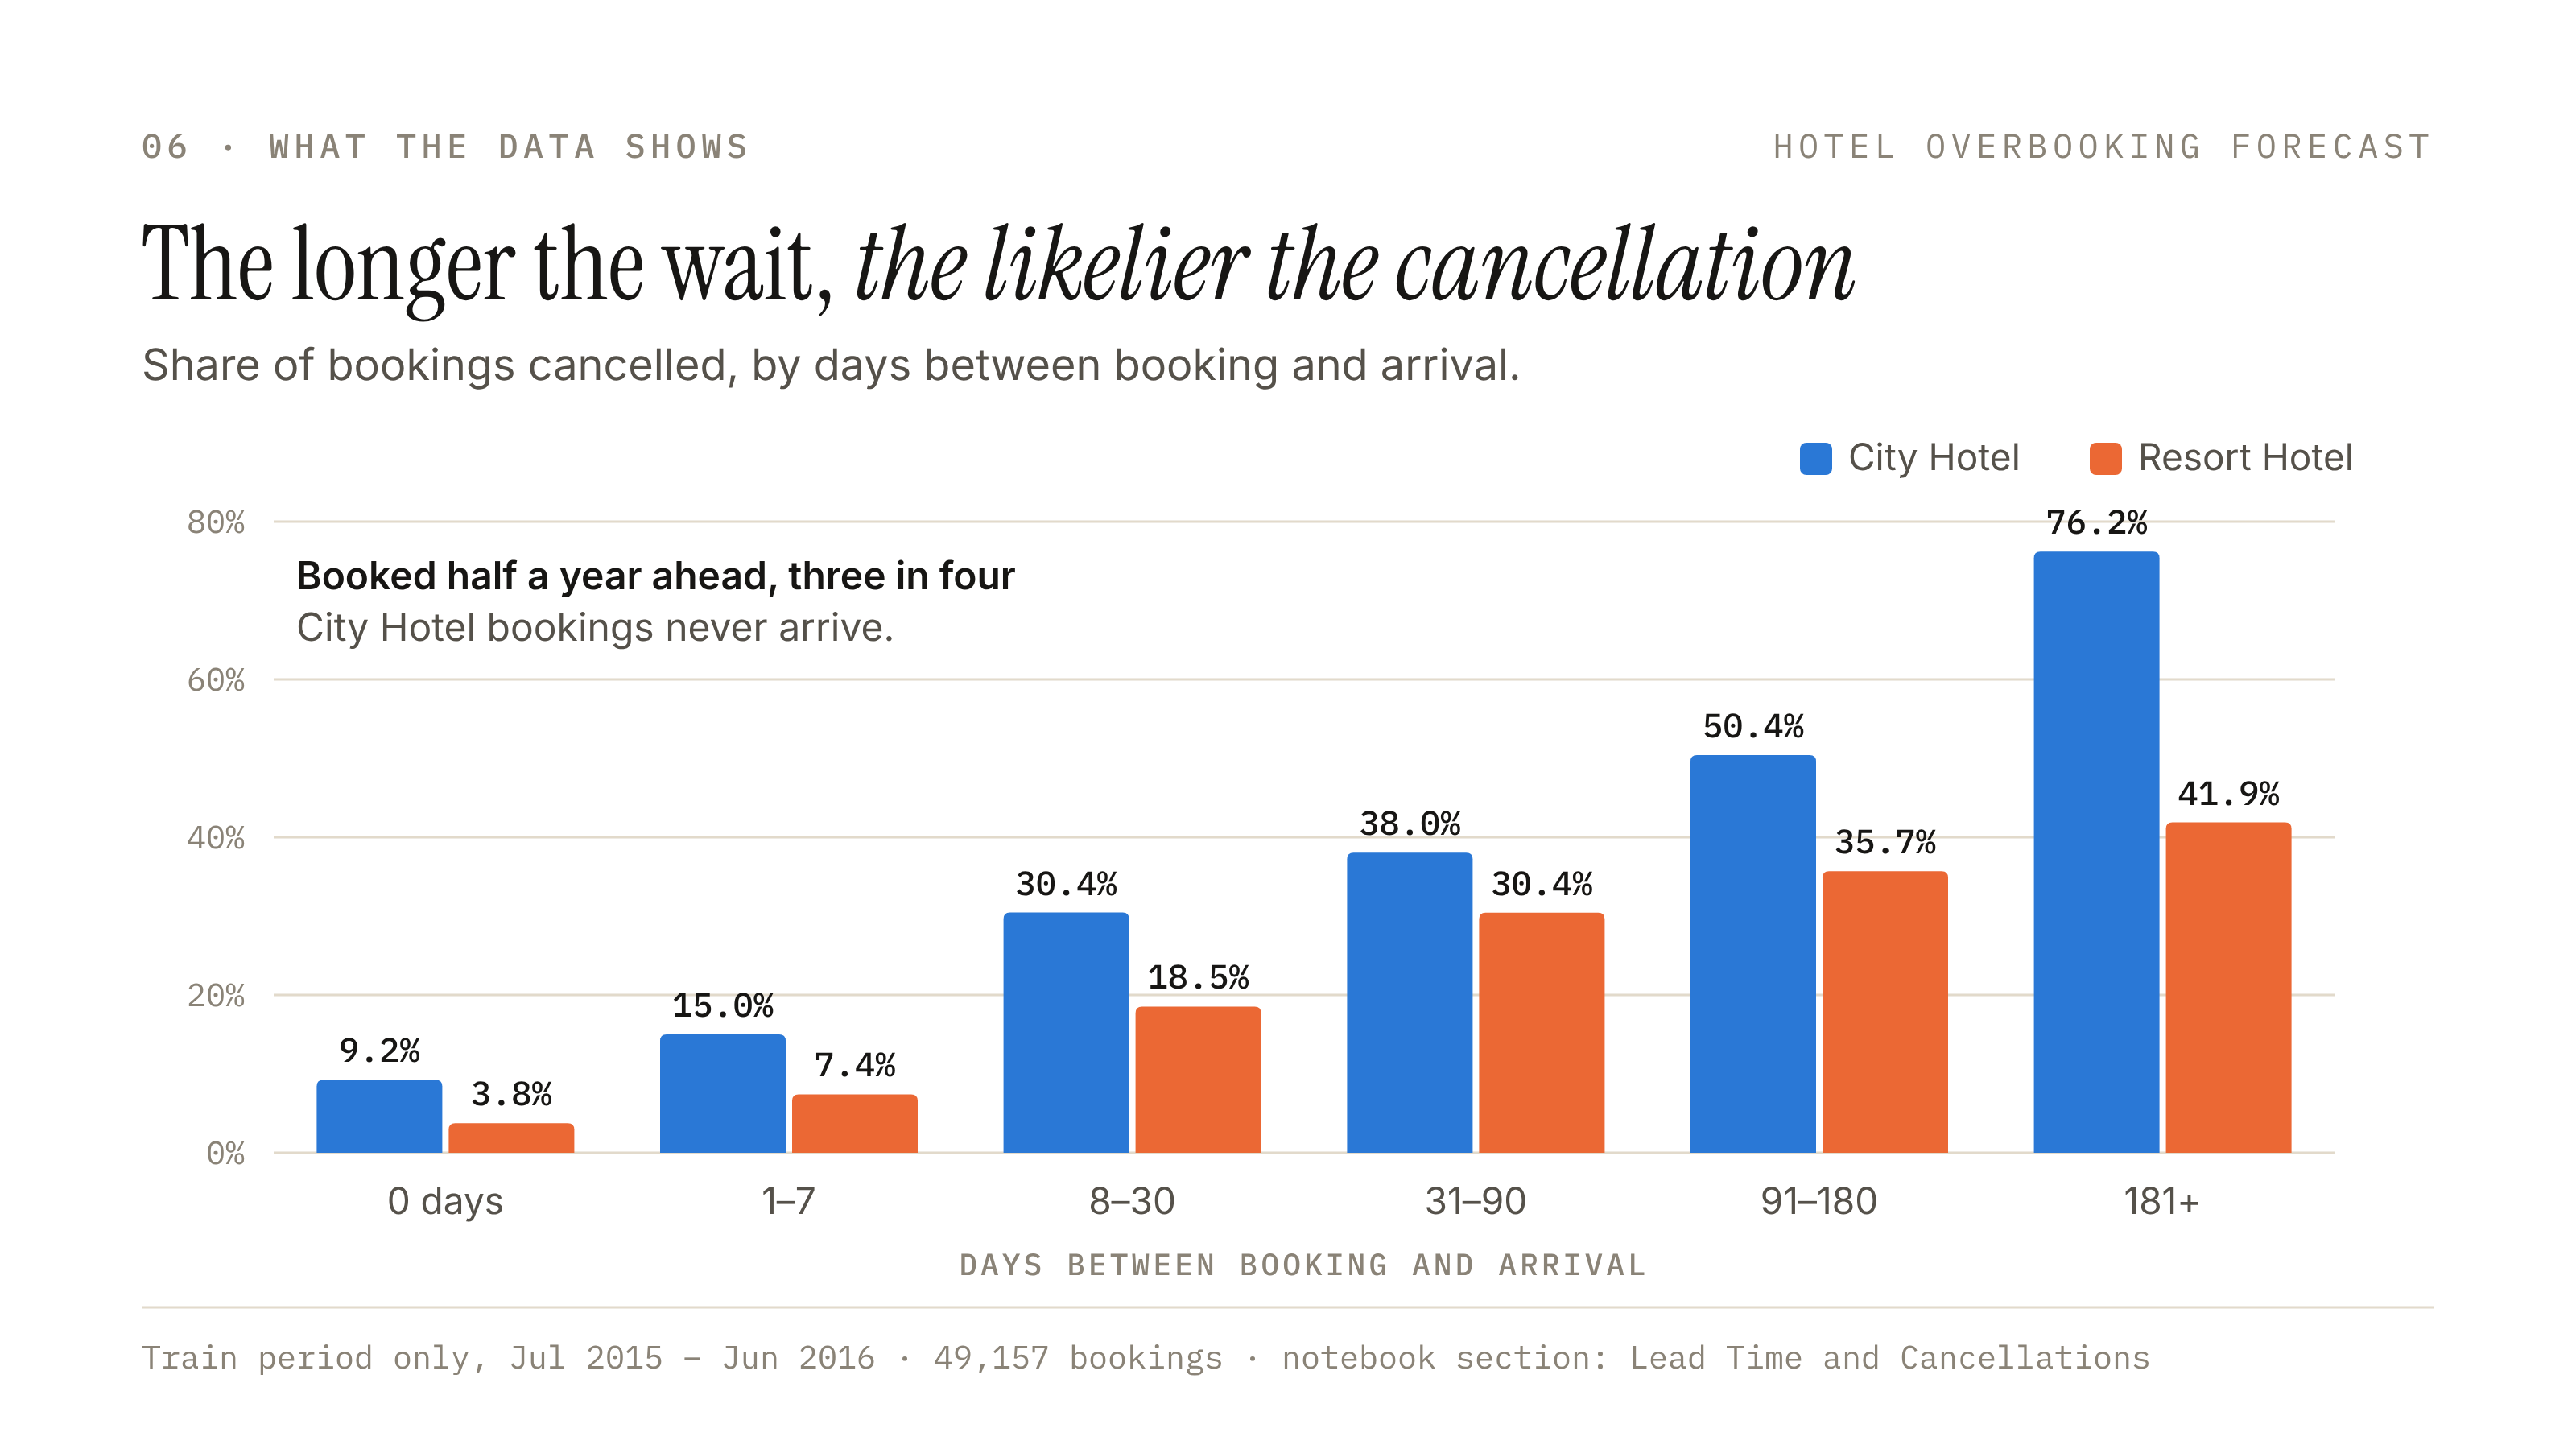 06 · WHAT THE DATA SHOWS
HOTEL OVERBOOKING FORECAST
The longer the wait, the likelier the cancellation
Share of bookings cancelled, by days between booking and arrival.
City Hotel
Resort Hotel
80%
60%
40%
20%
0%
Booked half a year ahead, three in four
City Hotel bookings never arrive.
9.2%
3.8%
15.0%
7.4%
30.4%
18.5%
38.0%
30.4%
50.4%
35.7%
76.2%
41.9%
0 days
1–7
8–30
31–90
91–180
181+
DAYS BETWEEN BOOKING AND ARRIVAL
Train period only, Jul 2015 – Jun 2016 · 49,157 bookings · notebook section: Lead Time and Cancellations